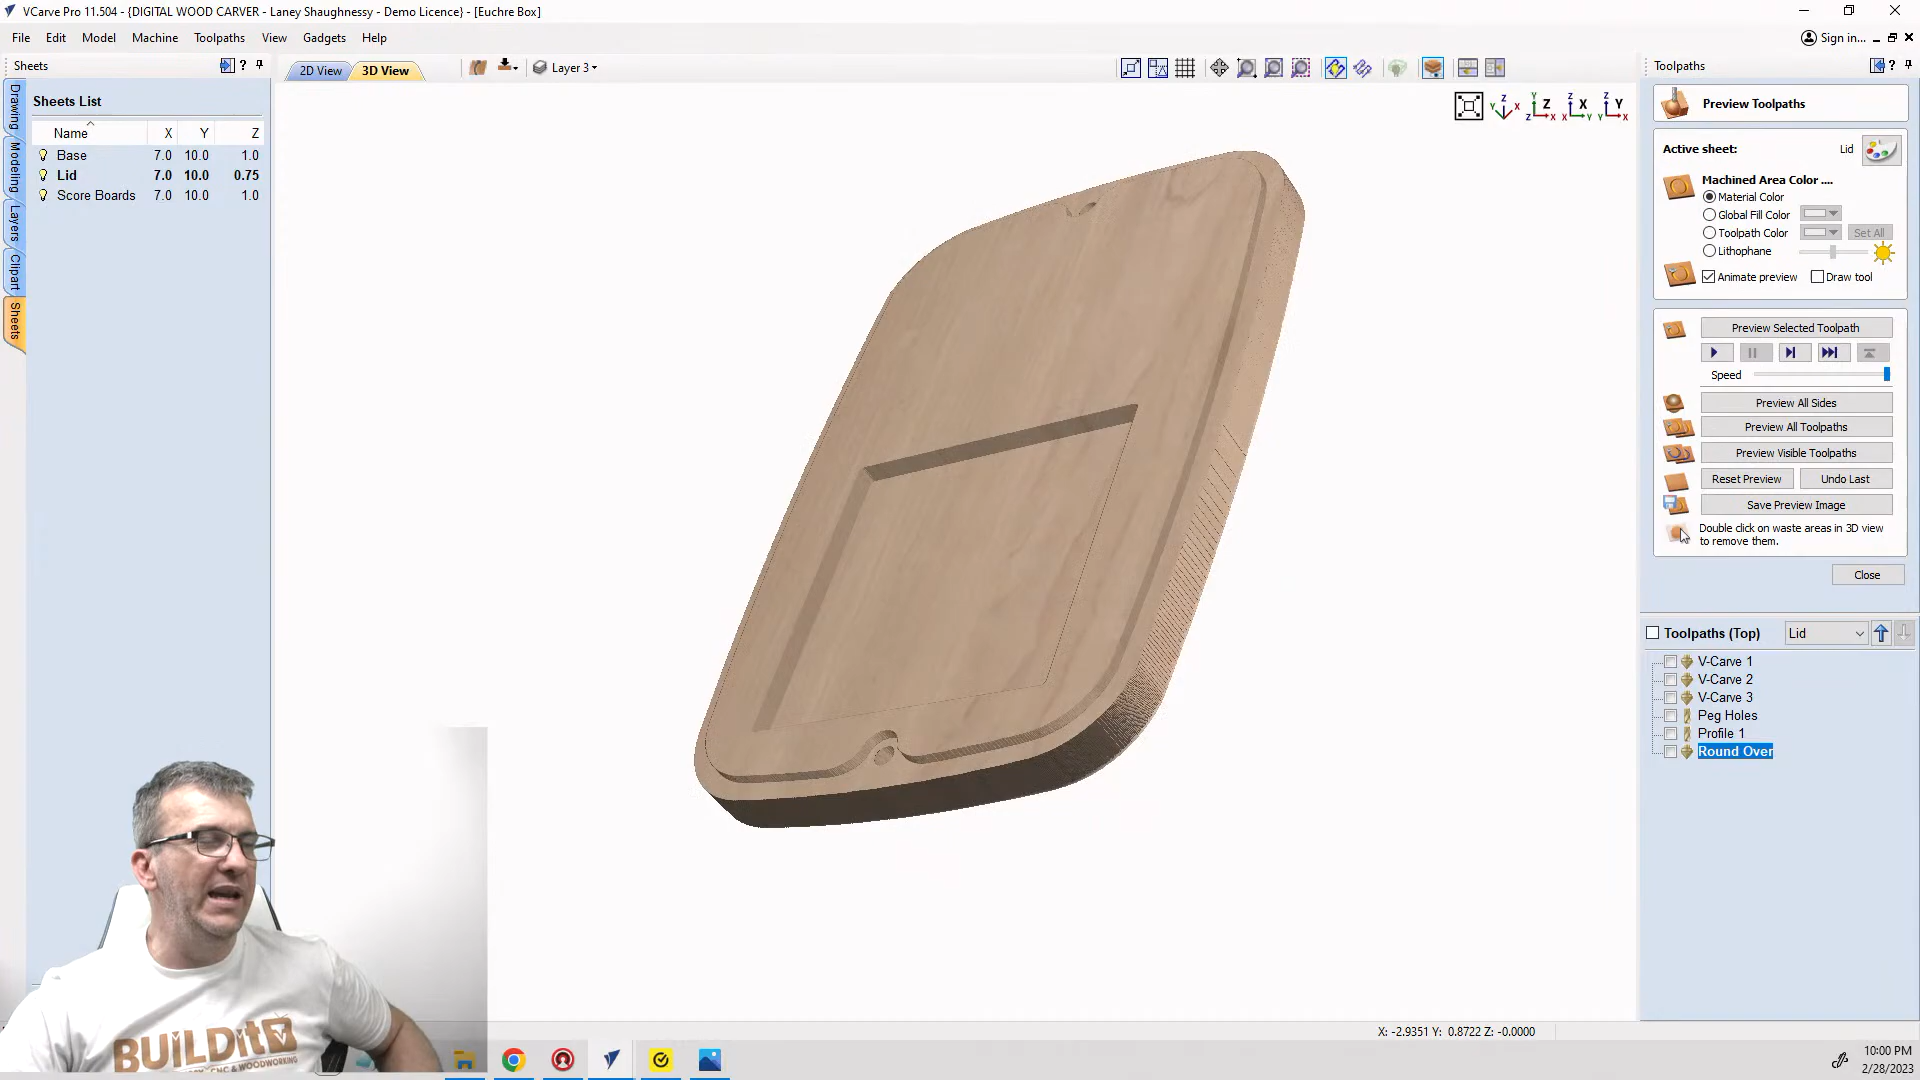 VCarve Pro 11.504 - {DIGITAL WOOD CARVER - Laney Shaughnessy - Demo Licence} - [Euchre Box]
File Edit Model Machine Toolpaths View Gadgets Help
Sign in...
Sheets
2D View
3D View
Layer 3
Toolpaths
Drawing
Modeling
Layers
Clipart
Sheets
Sheets List
Name X Y Z
Base 7.0 10.0 1.0
Lid 7.0 10.0 0.75
Score Boards 7.0 10.0 1.0
Preview Toolpaths
Active sheet: Lid
Machined Area Color ....
Material Color
Global Fill Color
Toolpath Color Set All
Lithophane
Animate preview Draw tool
Preview Selected Toolpath
Speed
Preview All Sides
Preview All Toolpaths
Preview Visible Toolpaths
Reset Preview Undo Last
Save Preview Image
Double click on waste areas in 3D view
to remove them.
Close
Toolpaths (Top) Lid
V-Carve 1
V-Carve 2
V-Carve 3
Peg Holes
Profile 1
Round Over
X: -2.9351 Y: 0.8722 Z: -0.0000
BUILDit
CNC & WOODWORKING
10:00 PM
2/28/2023